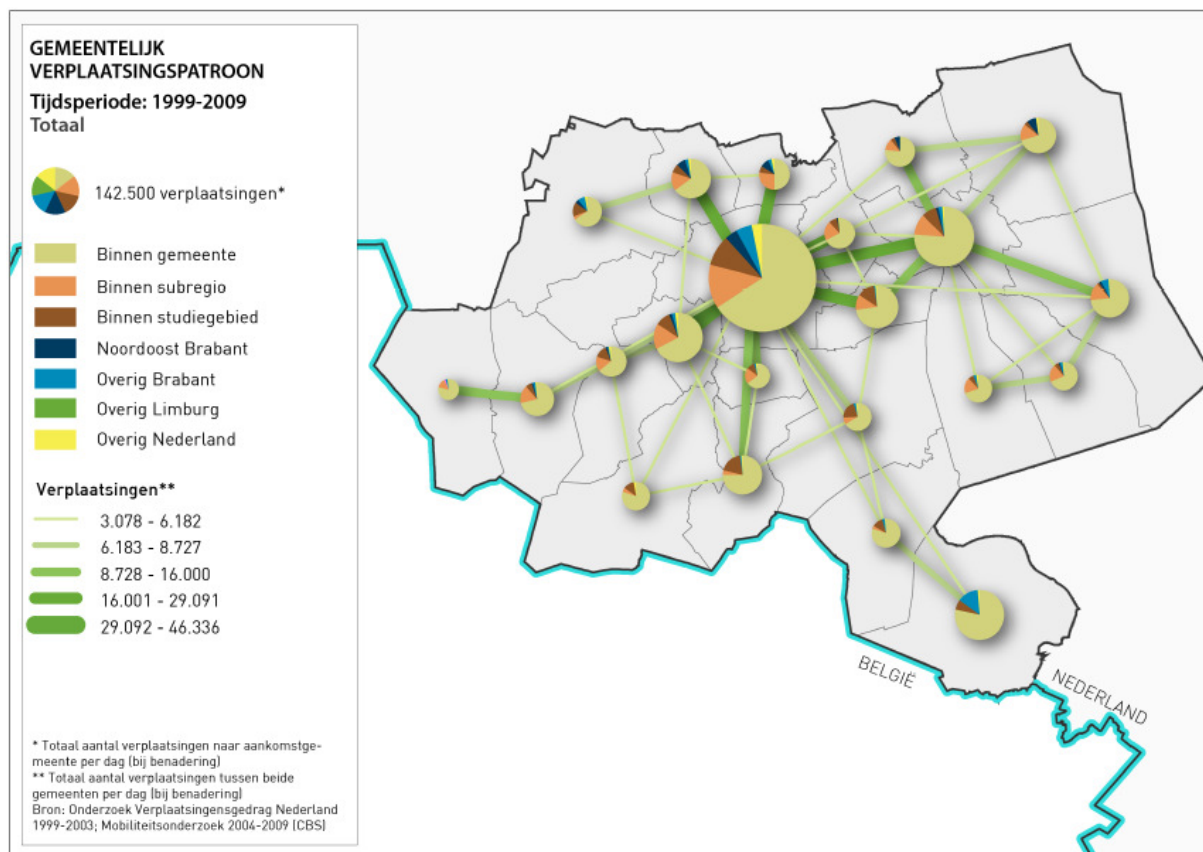 GEMEENTELIJK
VERPLAATSINGSPATROON
Tijdsperiode: 1999-2009
Totaal
142.500 verplaatsingen*
Binnen gemeente
Binnen subregio
Binnen studiegebied
Noordoost Brabant
Overig Brabant
Overig Limburg
Overig Nederland
Verplaatsingen**
3.078 - 6.182
6.183 - 8.727
8.728 - 16.000
16.001 - 29.091
29.092 - 46.336
* Totaal aantal verplaatsingen naar aankomstge-
meente per dag (bij benadering)
** Totaal aantal verplaatsingen tussen beide
gemeenten per dag (bij benadering)
Bron: Onderzoek Verplaatsingensgedrag Nederland
1999-2003; Mobiliteitsonderzoek 2004-2009 (CBS)
BELGIË
NEDERLAND